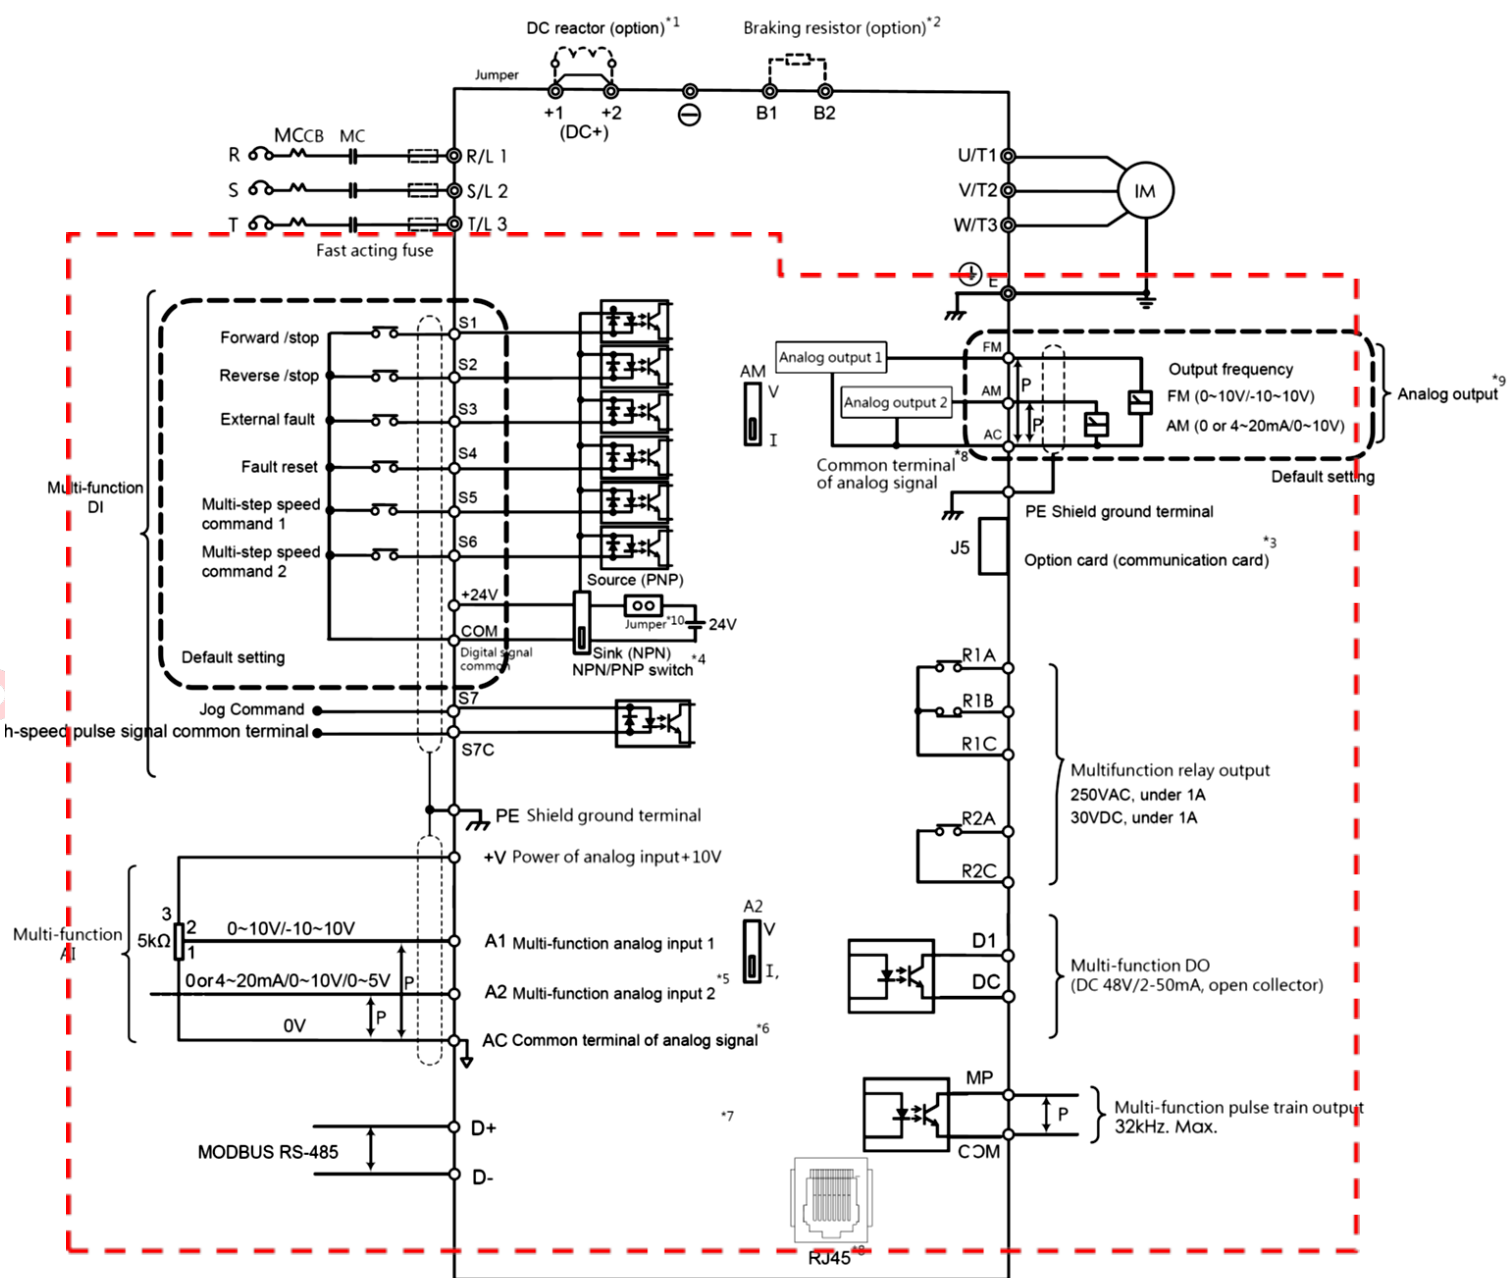 DC reactor (option)*1
Braking resistor (option)*2
Jumper
+1
+2
B1
B2
(DC+)
MCCB
MC
R
R/L 1
S
S/L 2
T
T/L 3
Fast acting fuse
U/T1
V/T2
W/T3
IM
E
Multi-function
DI
Forward /stop
S1
Reverse /stop
S2
External fault
S3
Fault reset
S4
Multi-step speed
command 1
S5
Multi-step speed
command 2
S6
Source (PNP)
+24V
Jumper*10
24V
COM
Digital signal
common
Sink (NPN)
NPN/PNP switch*4
Default setting
Jog Command
S7
h-speed pulse signal common terminal
S7C
PE Shield ground terminal
+V Power of analog input+10V
Multi-function
AI
3
2
1
5kΩ
0~10V/-10~10V
A1 Multi-function analog input 1
0 or 4~20mA/0~10V/0~5V
P
A2 Multi-function analog input 2*5
P
0V
AC Common terminal of analog signal*6
D+
MODBUS RS-485
D-
*7
AM
V
I
Analog output 1
Analog output 2
FM
AM
AC
P
P
Output frequency
FM (0~10V/-10~10V)
AM (0 or 4~20mA/0~10V)
Analog output*9
Common terminal*8
of analog signal
Default setting
PE Shield ground terminal
J5
Option card (communication card)*3
R1A
R1B
R1C
Multifunction relay output
250VAC, under 1A
30VDC, under 1A
R2A
R2C
A2
V
I,
D1
DC
Multi-function DO
(DC 48V/2-50mA, open collector)
MP
P
COM
Multi-function pulse train output
32kHz. Max.
RJ45*8